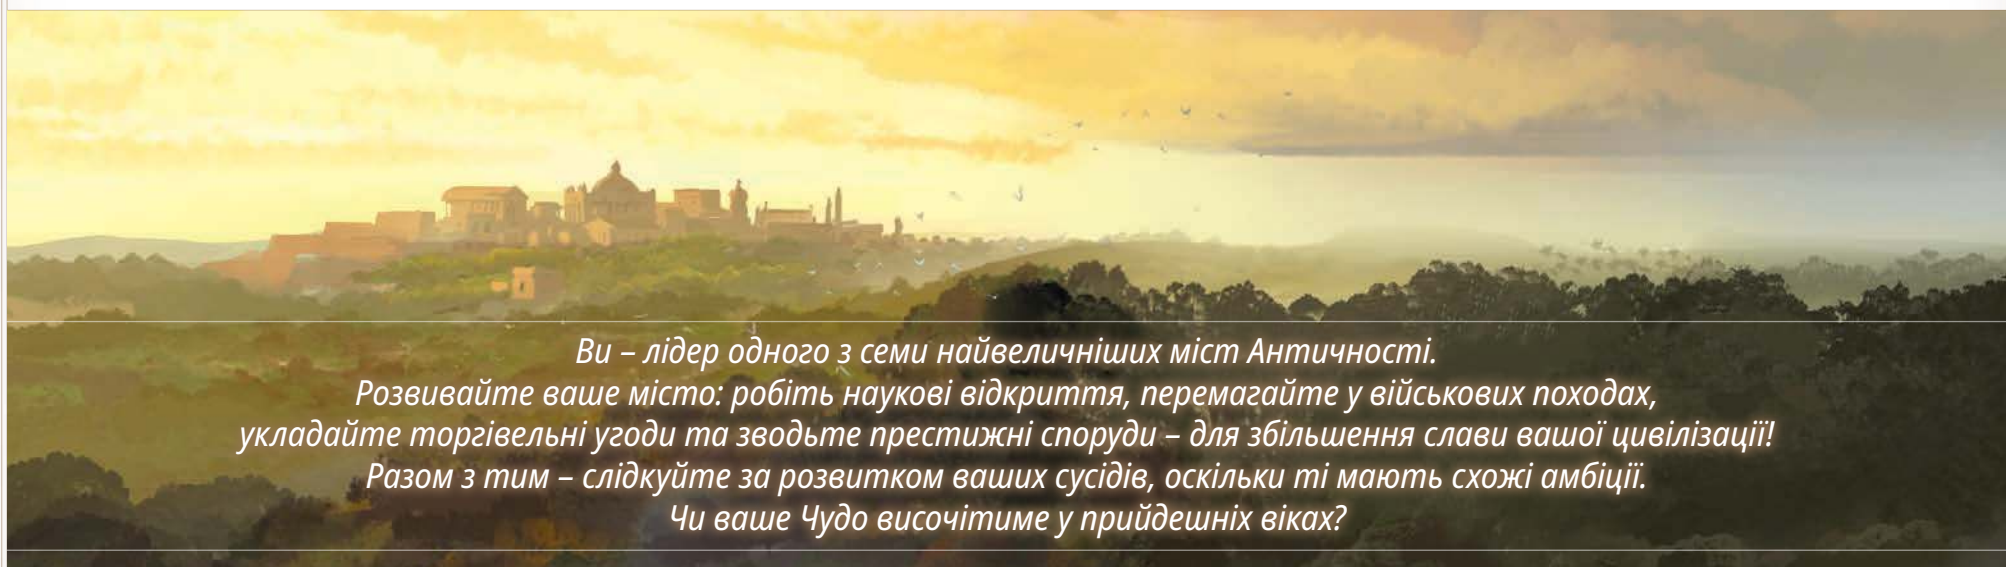 Ви – лідер одного з семи найвеличніших міст Античності.
Розвивайте ваше місто: робіть наукові відкриття, перемагайте у військових походах,
укладайте торгівельні угоди та зводьте престижні споруди – для збільшення слави вашої цивілізації!
Разом з тим – слідкуйте за розвитком ваших сусідів, оскільки ті мають схожі амбіції.
Чи ваше Чудо височітиме у прийдешніх віках?